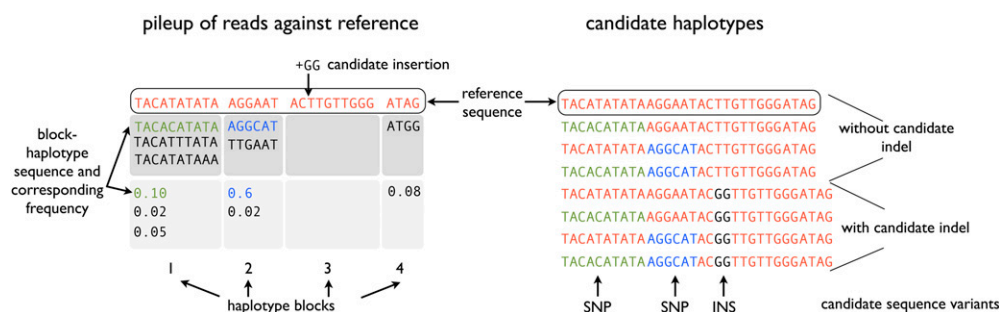 pileup of reads against reference
candidate haplotypes
+GG candidate insertion
TACATATATA AGGAAT ACTTGTTGGG ATAG
reference
sequence
TACATATATAAGGAATACTTGTTGGGATAG
block-
haplotype
sequence and
corresponding
frequency
TACACATATA AGGCAT ATGG
TACATTTATA TTGAAT
TACATATAAA
0.10 0.6 0.08
0.02 0.02
0.05
1 2 3 4
haplotype blocks
TACACATATAAGGAATACTTGTTGGGATAG
TACATATATAAGGCATACTTGTTGGGATAG
TACACATATAAGGCATACTTGTTGGGATAG
without candidate
indel
TACATATATAAGGAATACGGTTGTTGGGATAG
TACACATATAAGGAATACGGTTGTTGGGATAG
TACATATATAAGGCATACGGTTGTTGGGATAG
TACACATATAAGGCATACGGTTGTTGGGATAG
with candidate indel
SNP SNP INS
candidate sequence variants